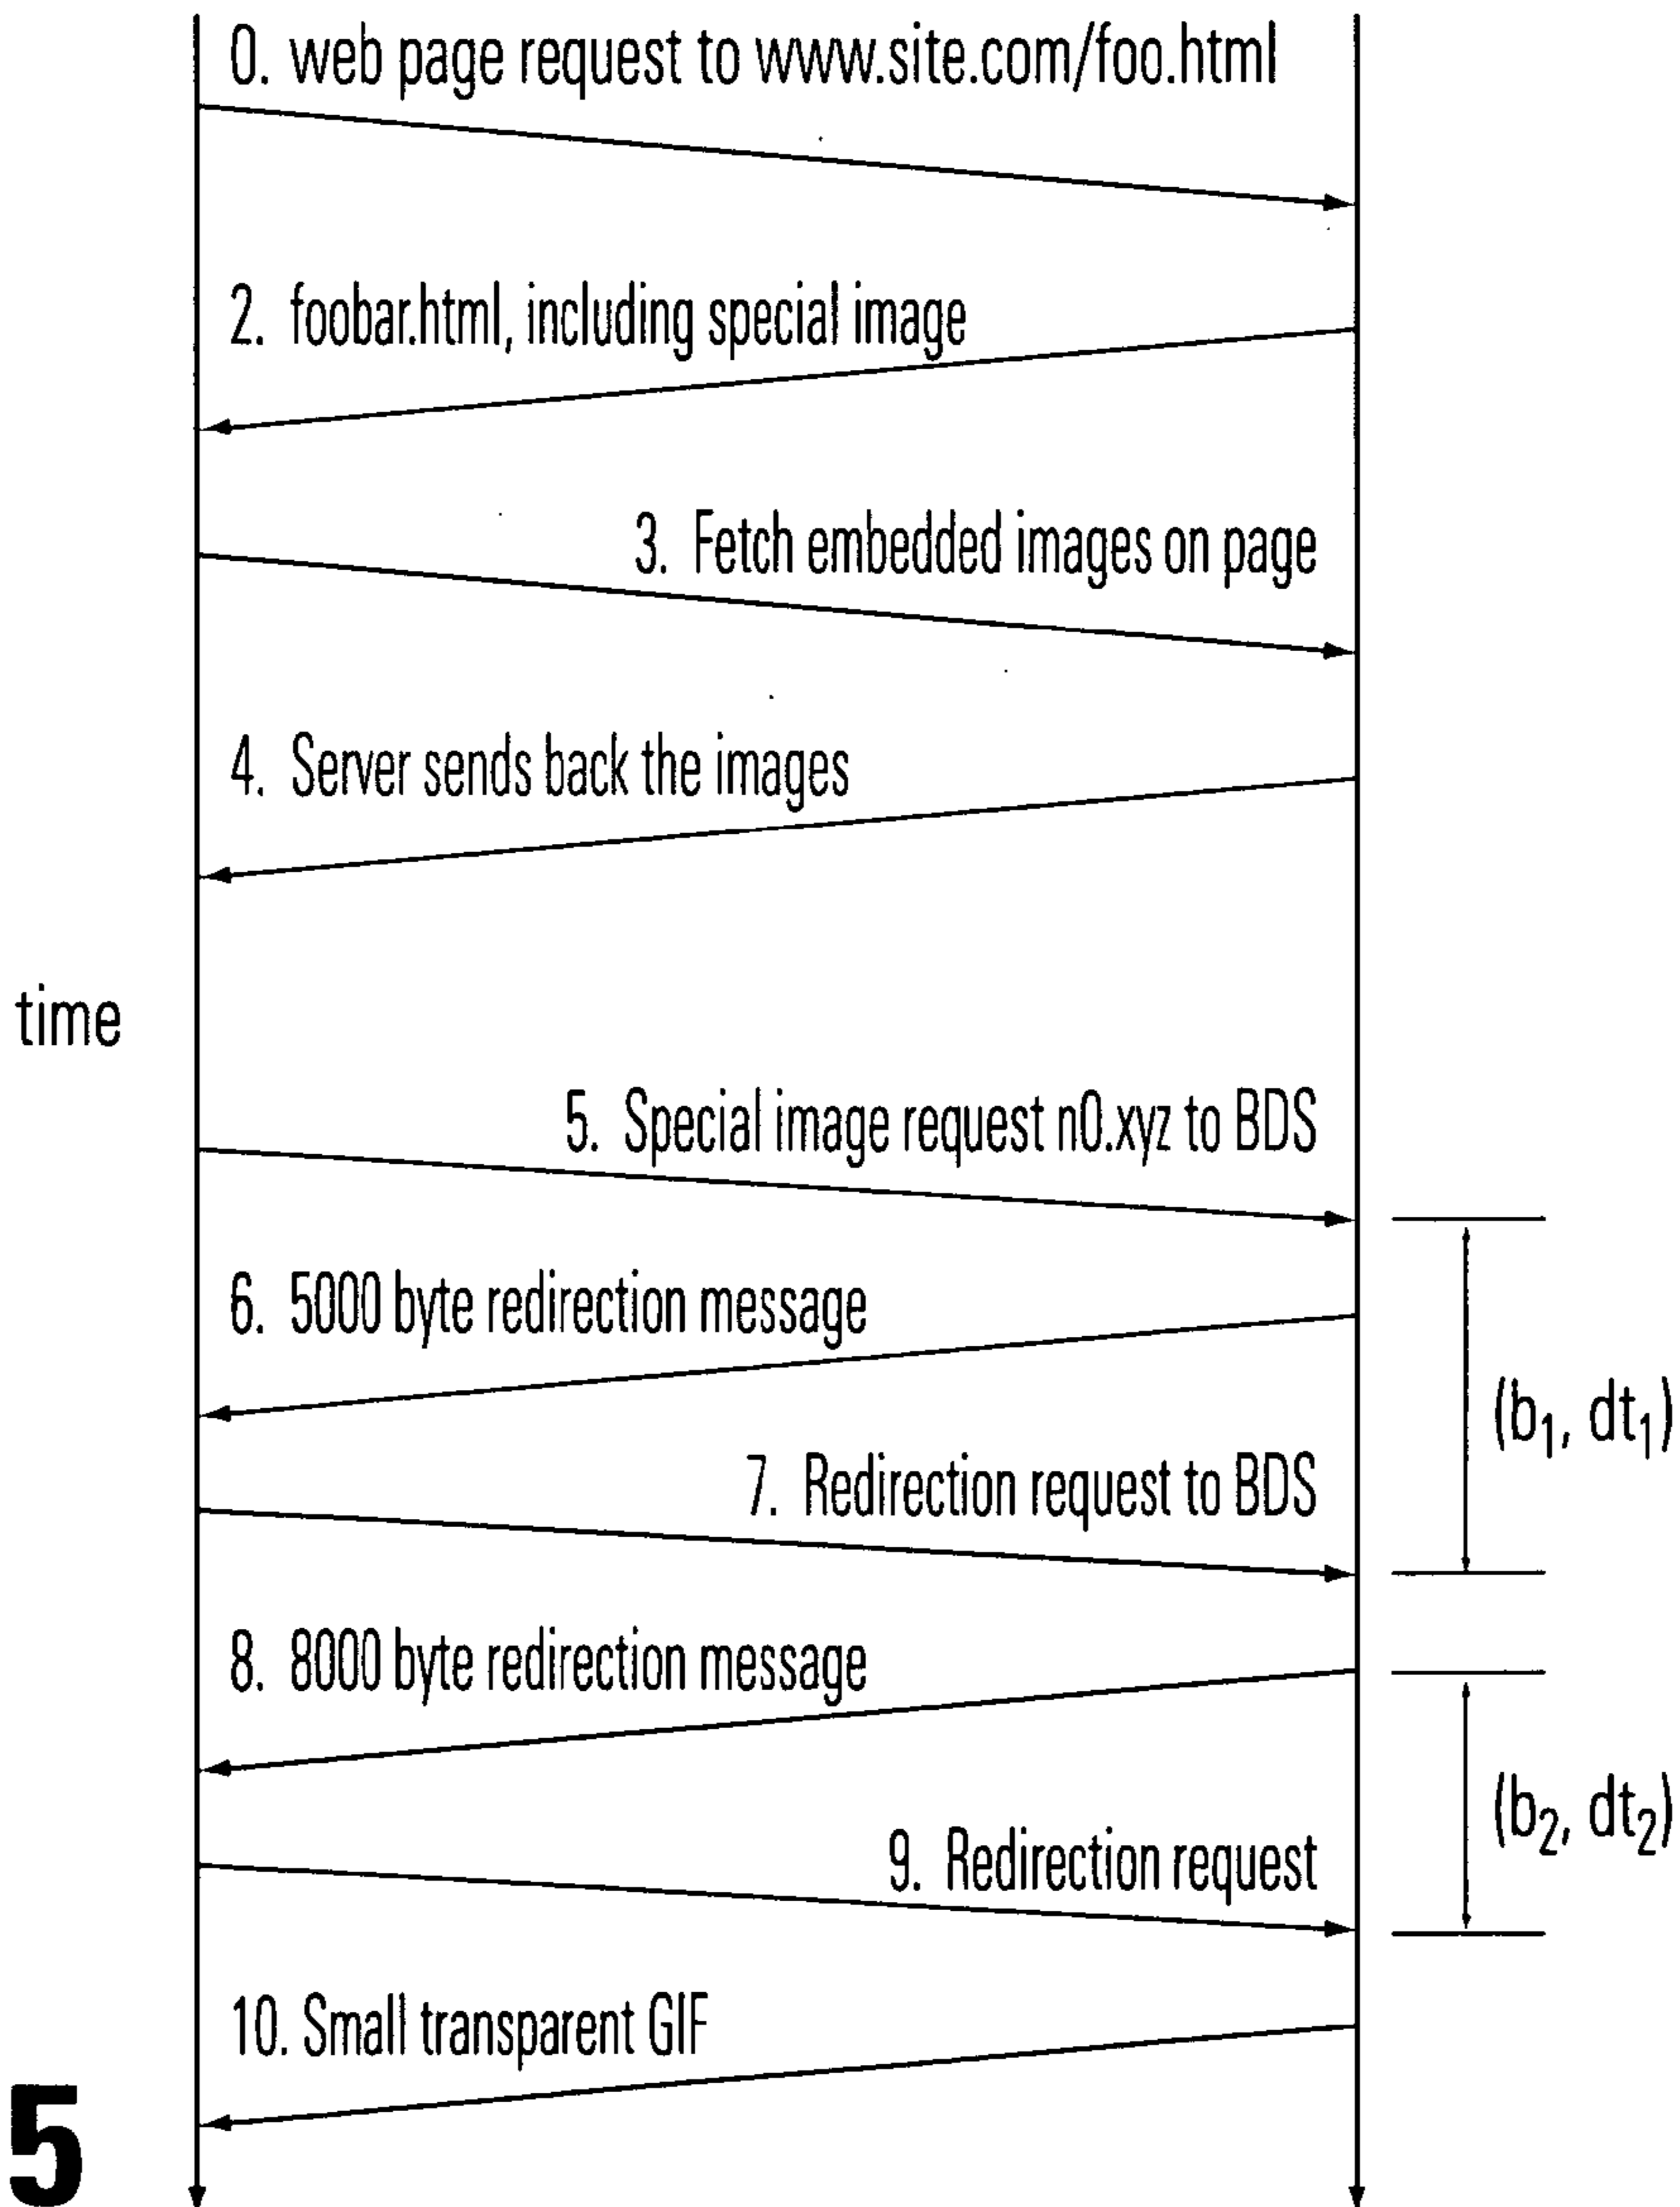 0. web page request to www.site.com/foo.html
2. foobar.html, including special image
3. Fetch embedded images on page
4. Server sends back the images
time
5. Special image request n0.xyz to BDS
6. 5000 byte redirection message
(b₁, dt₁)
7. Redirection request to BDS
8. 8000 byte redirection message
(b₂, dt₂)
9. Redirection request
10. Small transparent GIF
5